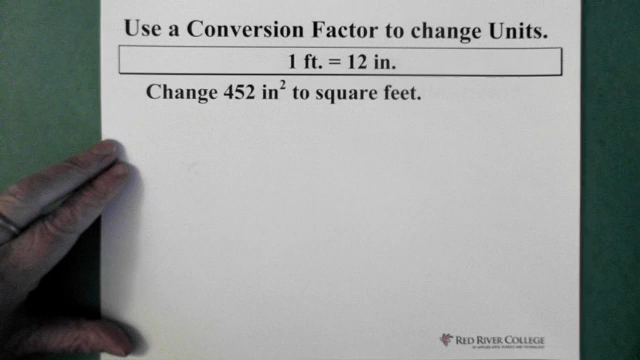 Use a Conversion Factor to change Units.
1 ft. = 12 in.
Change 452 in² to square feet.
RED RIVER COLLEGE